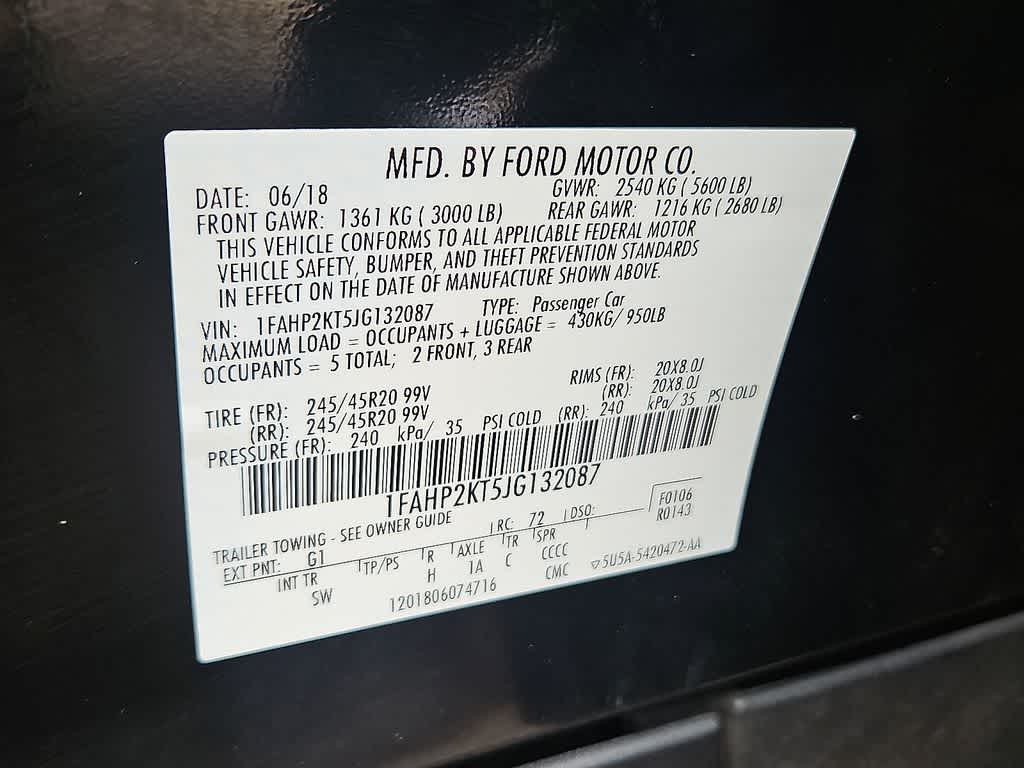 MFD. BY FORD MOTOR CO.
DATE: 06/18 GVWR: 2540 KG ( 5600 LB)
FRONT GAWR: 1361 KG ( 3000 LB) REAR GAWR: 1216 KG ( 2680 LB)
THIS VEHICLE CONFORMS TO ALL APPLICABLE FEDERAL MOTOR
VEHICLE SAFETY, BUMPER, AND THEFT PREVENTION STANDARDS
IN EFFECT ON THE DATE OF MANUFACTURE SHOWN ABOVE.
VIN: 1FAHP2KT5JG132087 TYPE: Passenger Car
MAXIMUM LOAD = OCCUPANTS + LUGGAGE = 430KG/ 950LB
OCCUPANTS = 5 TOTAL; 2 FRONT, 3 REAR
TIRE (FR): 245/45R20 99V RIMS (FR): 20X8.0J
(RR): 245/45R20 99V (RR): 20X8.0J
PRESSURE (FR): 240 kPa/ 35 PSI COLD (RR): 240 kPa/ 35 PSI COLD
1FAHP2KT5JG132087
TRAILER TOWING - SEE OWNER GUIDE RC: 72 DSO: F0106
EXT PNT: G1 R0143
INT TR TP/PS R AXLE TR SPR
SW H 1A C CCCC
1201806074716 CMC ▽5U5A-5420472-AA